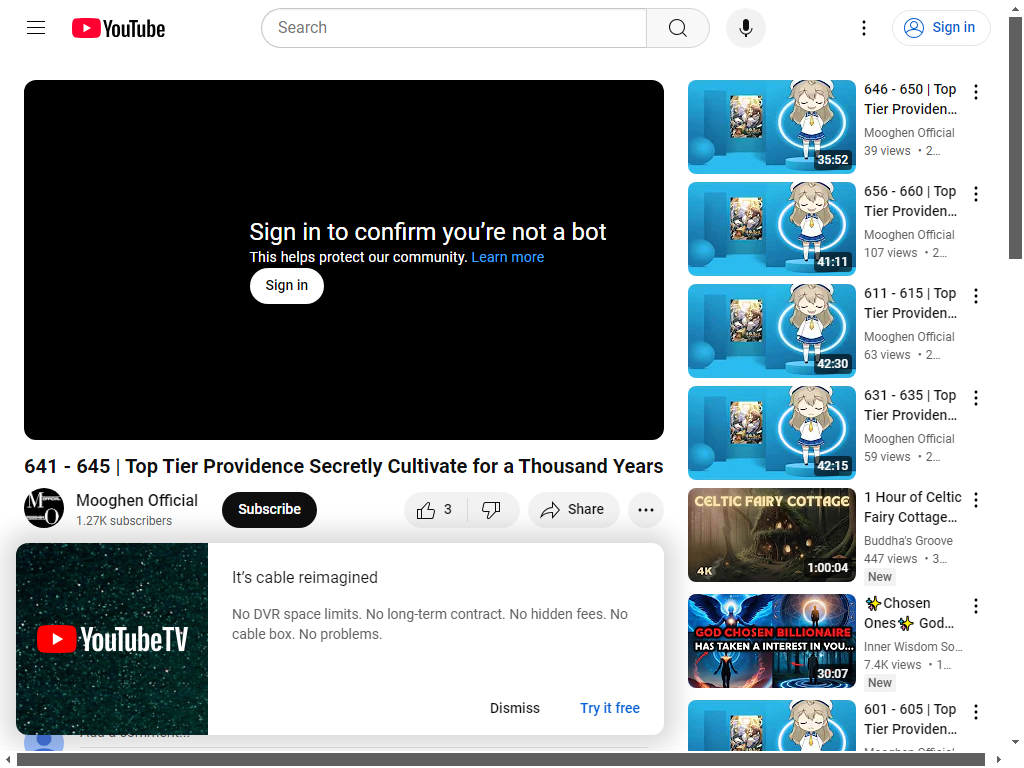 YouTube
Search
Sign in
Sign in to confirm you’re not a bot
This helps protect our community. Learn more
Sign in
641 - 645 | Top Tier Providence Secretly Cultivate for a Thousand Years
Mooghen Official
1.27K subscribers
Subscribe
3
Share
YouTubeTV
It’s cable reimagined
No DVR space limits. No long-term contract. No hidden fees. No
cable box. No problems.
Dismiss
Try it free
646 - 650 | Top
Tier Providen...
Mooghen Official
39 views • 2...
35:52
656 - 660 | Top
Tier Providen...
Mooghen Official
107 views • 2...
41:11
611 - 615 | Top
Tier Providen...
Mooghen Official
63 views • 2...
42:30
631 - 635 | Top
Tier Providen...
Mooghen Official
59 views • 2...
42:15
CELTIC FAIRY COTTAGE
4K
1:00:04
1 Hour of Celtic
Fairy Cottage...
Buddha's Groove
447 views • 3...
New
GOD CHOSEN BILLIONAIRE
HAS TAKEN A INTEREST IN YOU...
30:07
✨Chosen
Ones✨ God...
Inner Wisdom So...
7.4K views • 1...
New
601 - 605 | Top
Tier Providen...
Mooghen Official